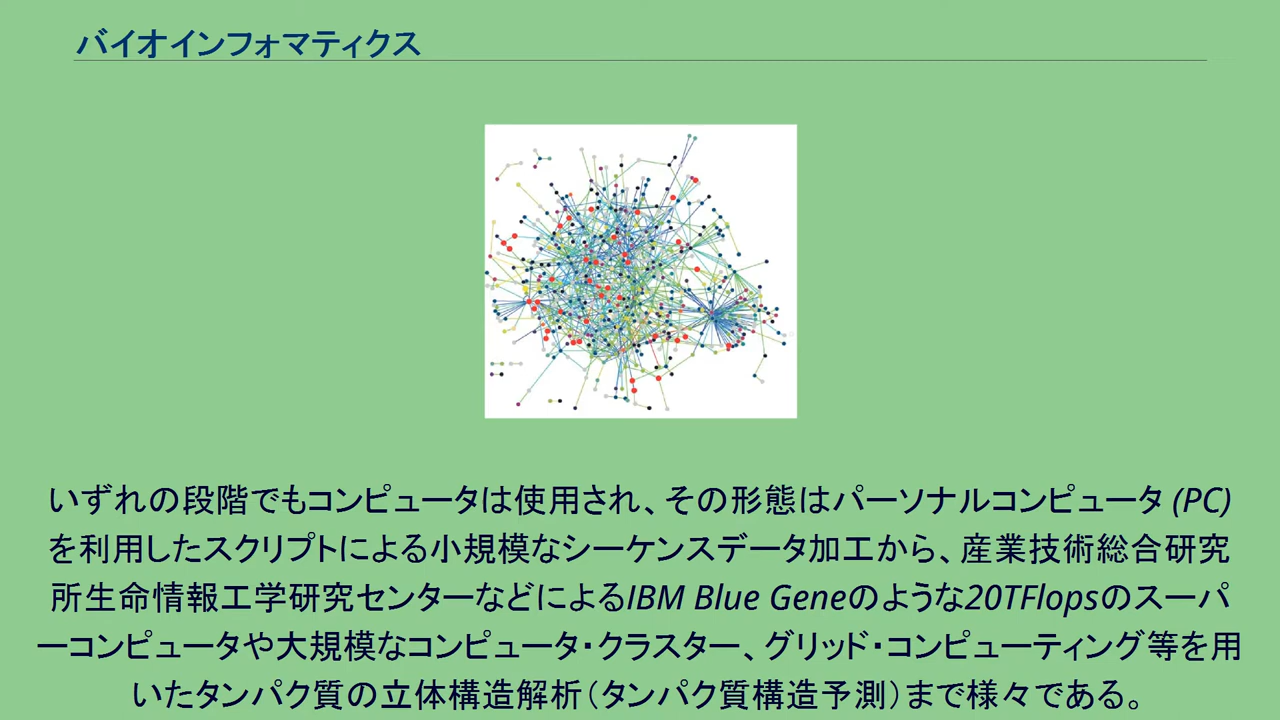 バイオインフォマティクス
いずれの段階でもコンピュータは使用され、その形態はパーソナルコンピュータ (PC)
を利用したスクリプトによる小規模なシーケンスデータ加工から、産業技術総合研究
所生命情報工学研究センターなどによるIBM Blue Geneのような20TFlopsのスーパ
ーコンピュータや大規模なコンピュータ・クラスター、グリッド・コンピューティング等を用
いたタンパク質の立体構造解析（タンパク質構造予測）まで様々である。